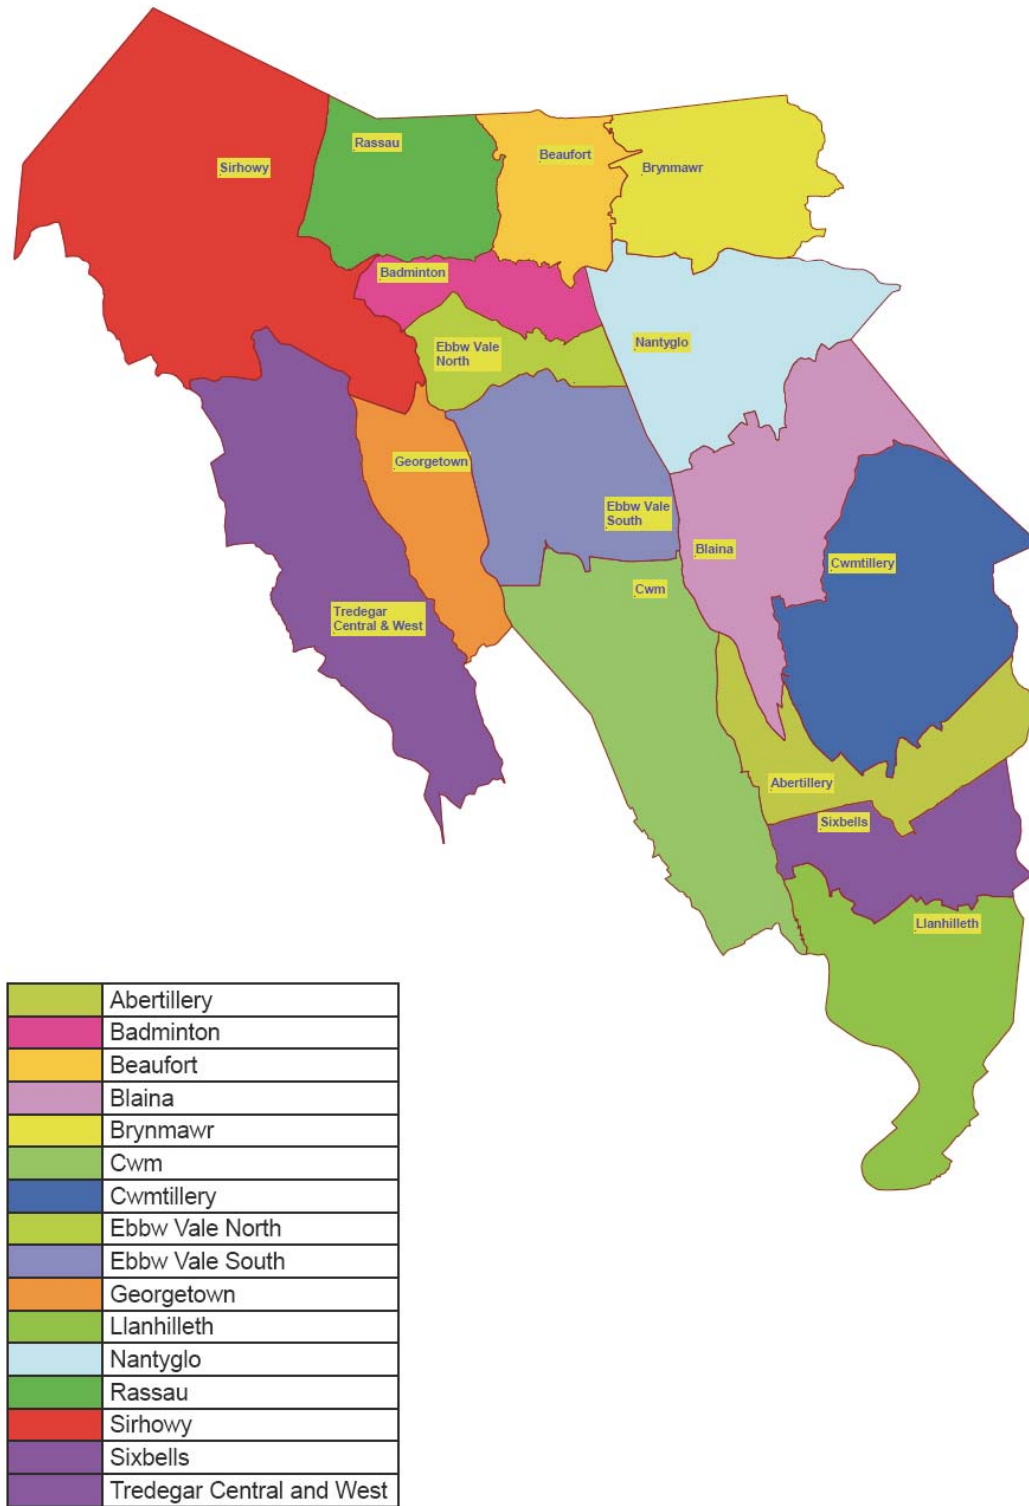 Rassau
Beaufort
Sirhowy
Brynmawr
Badminton
Ebbw Vale
North
Nantyglo
Georgetown
Ebbw Vale
South
Blaina
Cwmtillery
Cwm
Tredegar
Central & West
Abertillery
Sixbells
Llanhilleth
Abertillery
Badminton
Beaufort
Blaina
Brynmawr
Cwm
Cwmtillery
Ebbw Vale North
Ebbw Vale South
Georgetown
Llanhilleth
Nantyglo
Rassau
Sirhowy
Sixbells
Tredegar Central and West